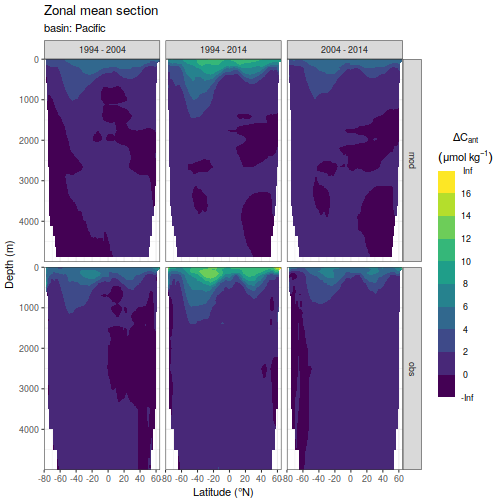 Zonal mean section
basin: Pacific
1994 - 2004 1994 - 2014 2004 - 2014
0
1000
2000
3000
4000
mod
0
1000
2000
3000
4000
obs
Depth (m)
-80 -60 -40 -20 0 20 40 60 -80 -60 -40 -20 0 20 40 60 -80 -60 -40 -20 0 20 40 60
Latitude (°N)
ΔCant
(μmol kg⁻¹)
Inf
16
14
12
10
8
6
4
2
0
-Inf